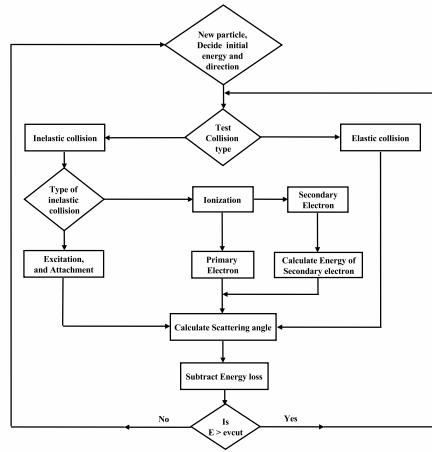 New particle,
Decide initial
energy and
direction
Test
Collision
type
Inelastic collision
Elastic collision
Type of
inelastic
collision
Ionization
Secondary
Electron
Excitation,
and Attachment
Primary
Electron
Calculate Energy of
Secondary electron
Calculate Scattering angle
Subtract Energy loss
No
Is
E > evcut
Yes